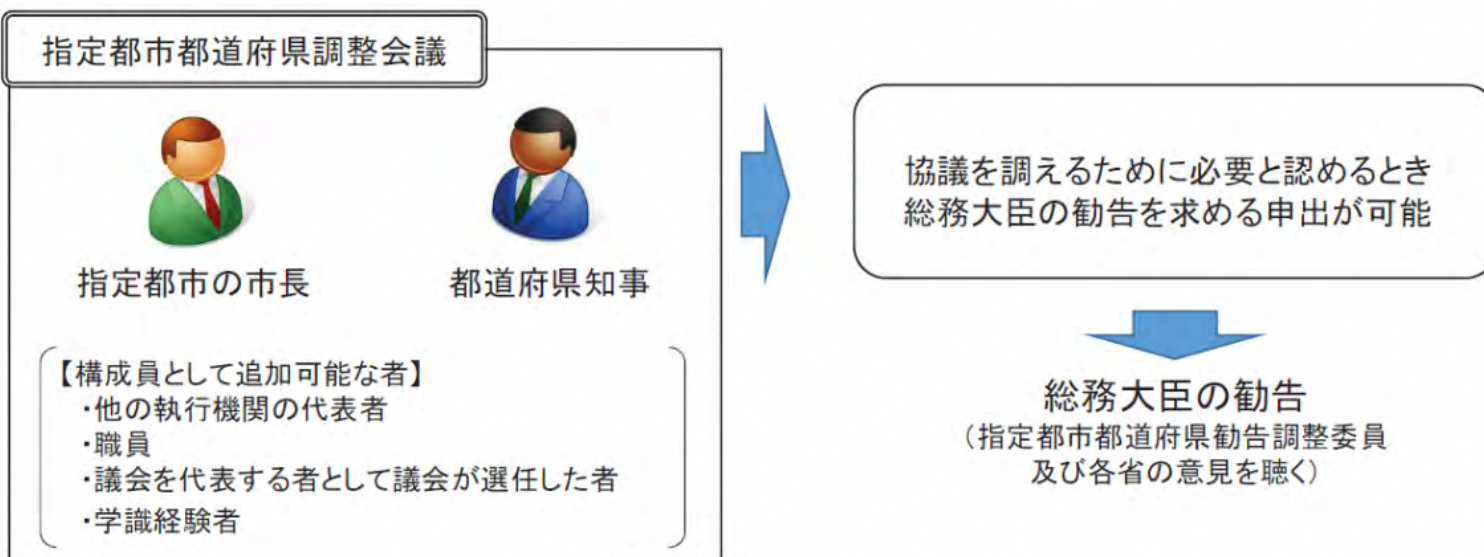 指定都市都道府県調整会議
指定都市の市長
都道府県知事
【構成員として追加可能な者】
・他の執行機関の代表者
・職員
・議会を代表する者として議会が選任した者
・学識経験者
協議を調えるために必要と認めるとき
総務大臣の勧告を求める申出が可能
総務大臣の勧告
（指定都市都道府県勧告調整委員
及び各省の意見を聴く）